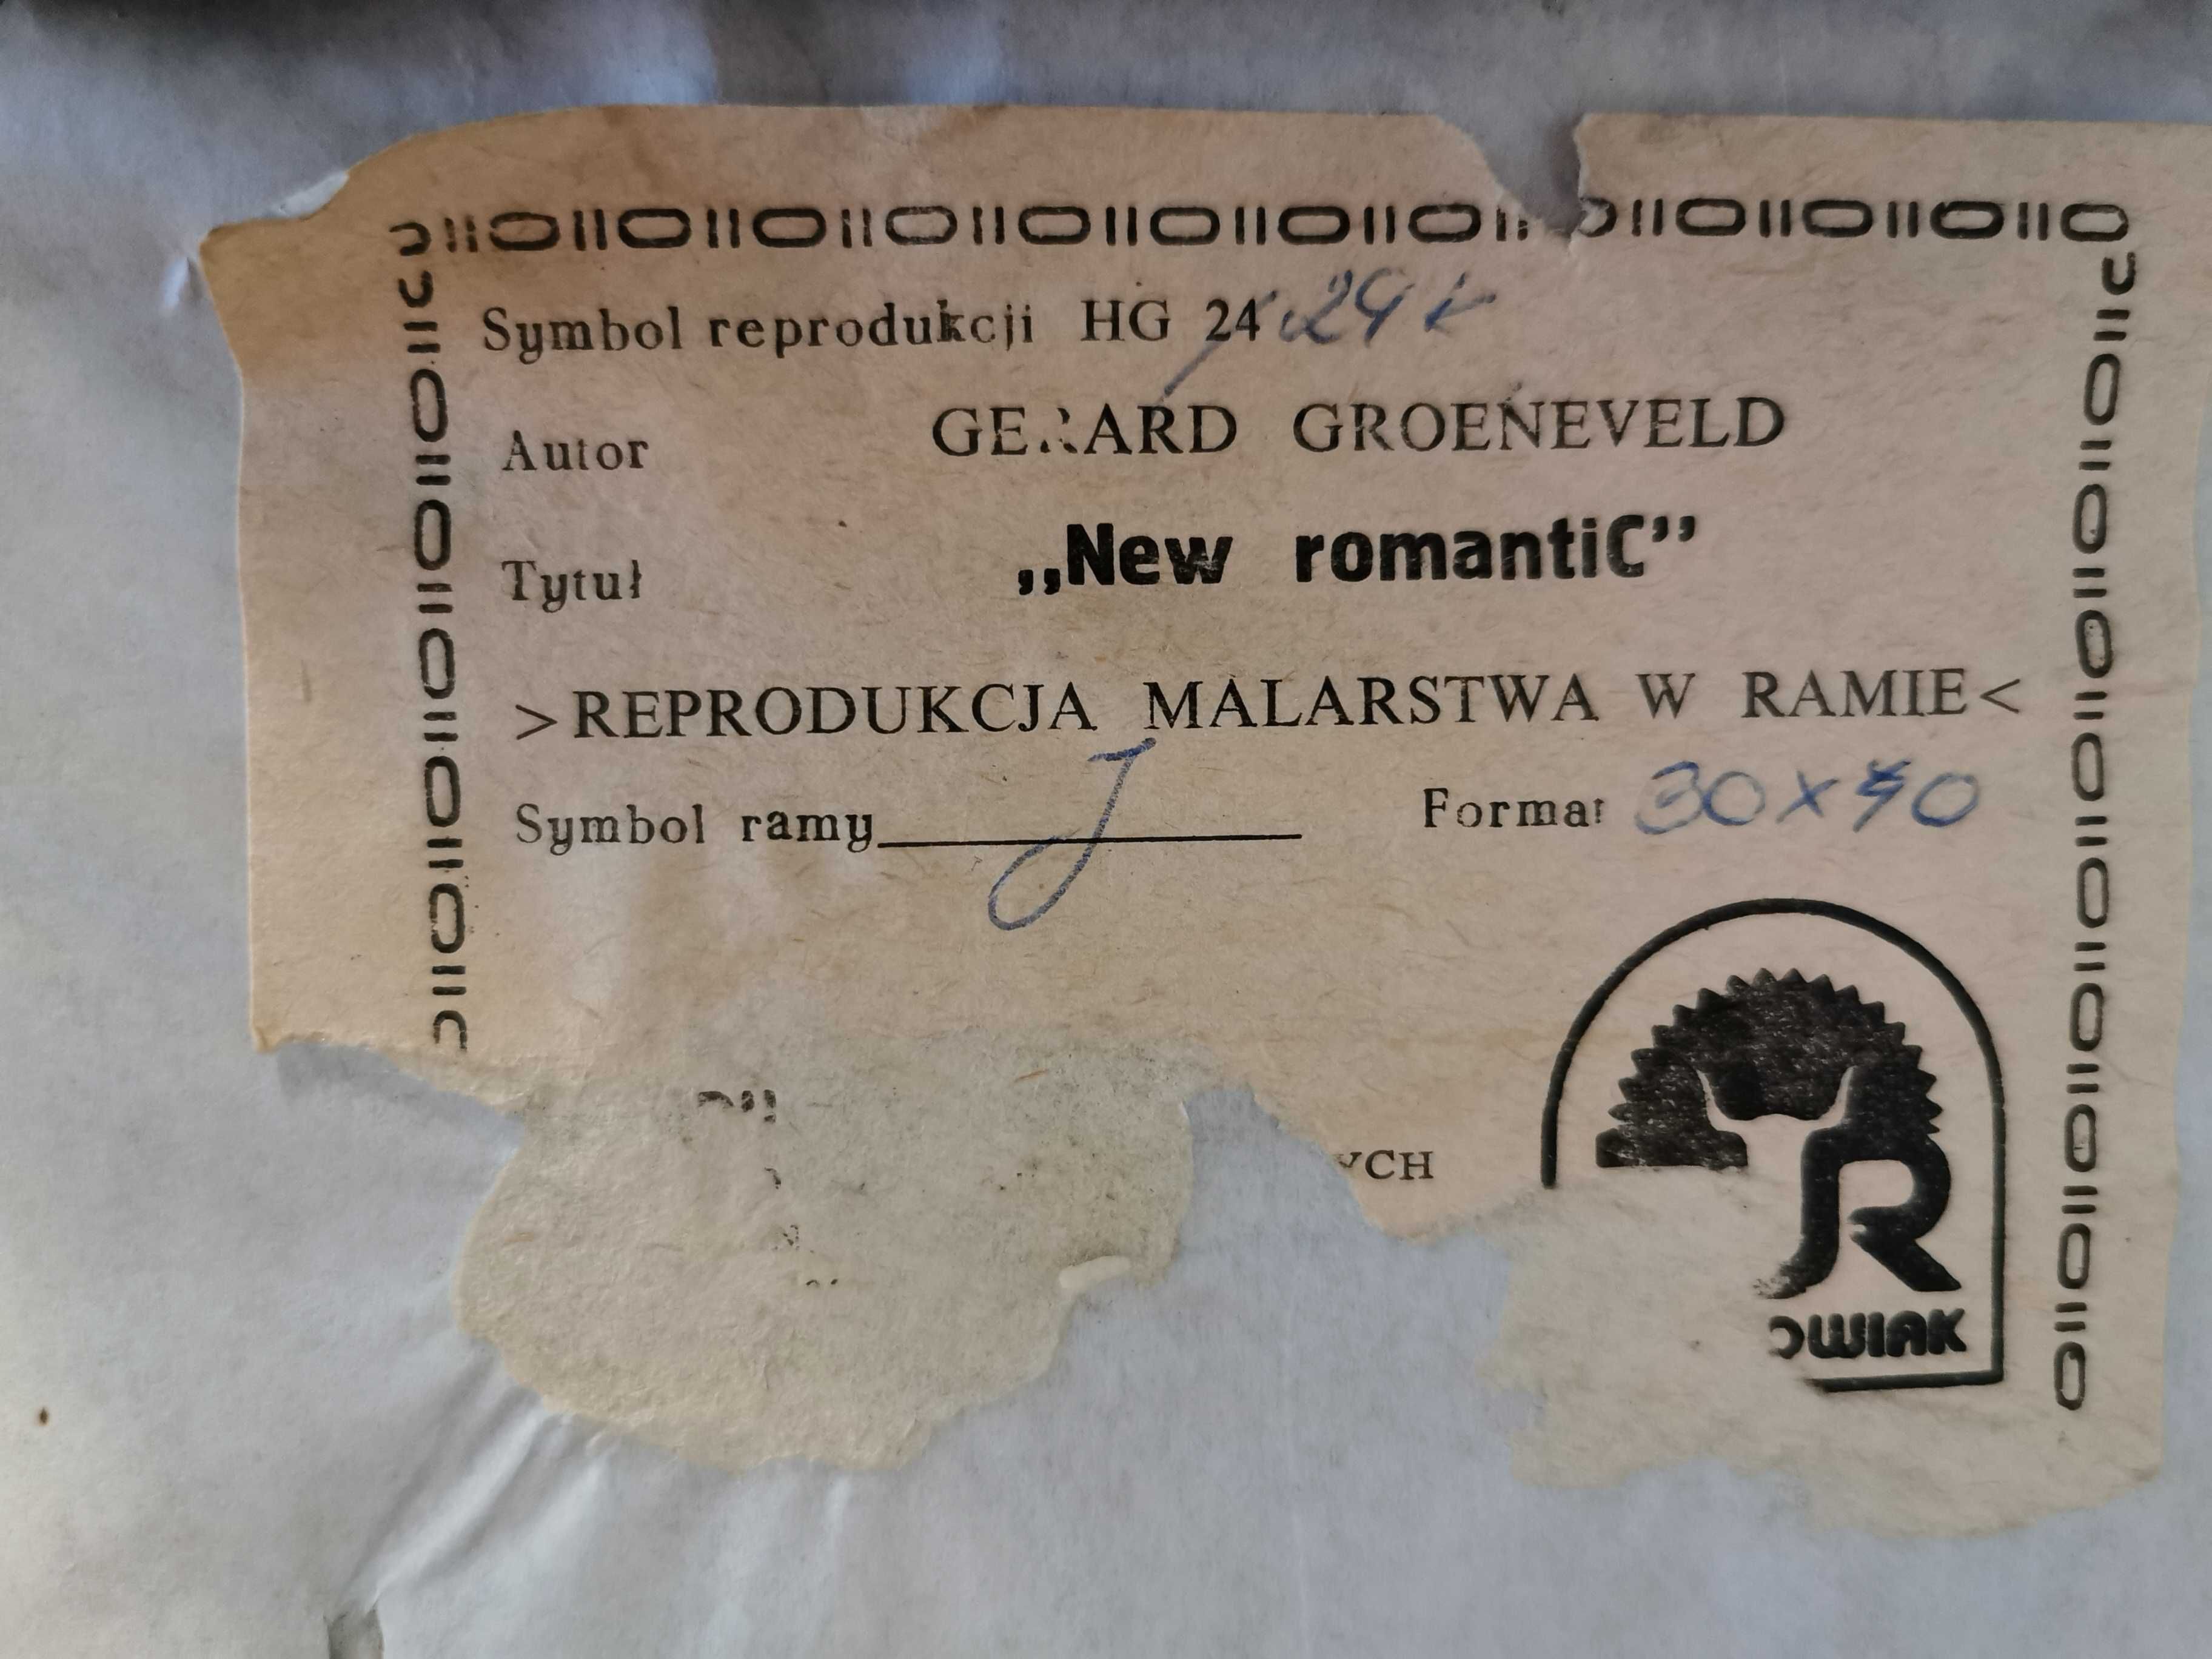 Symbol reprodukcji HG 24 29 k
Autor GERARD GROENEVELD
Tytuł „New romantiC”
>REPRODUKCJA MALARSTWA W RAMIE<
Symbol ramy J Format 30x40
YCH
R
OWIAK